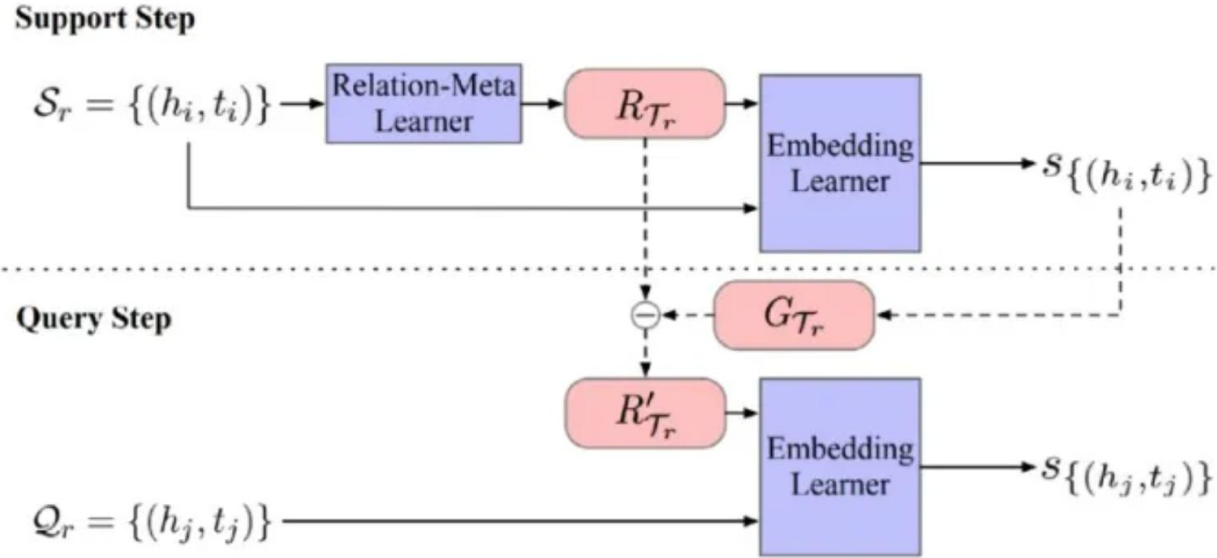 Support Step
𝒮_r = {(h_i, t_i)}
Relation-Meta
Learner
R_{𝒯_r}
Embedding
Learner
s_{{(h_i,t_i)}}
Query Step
−
G_{𝒯_r}
R'_{𝒯_r}
Embedding
Learner
s_{{(h_j,t_j)}}
𝒬_r = {(h_j, t_j)}